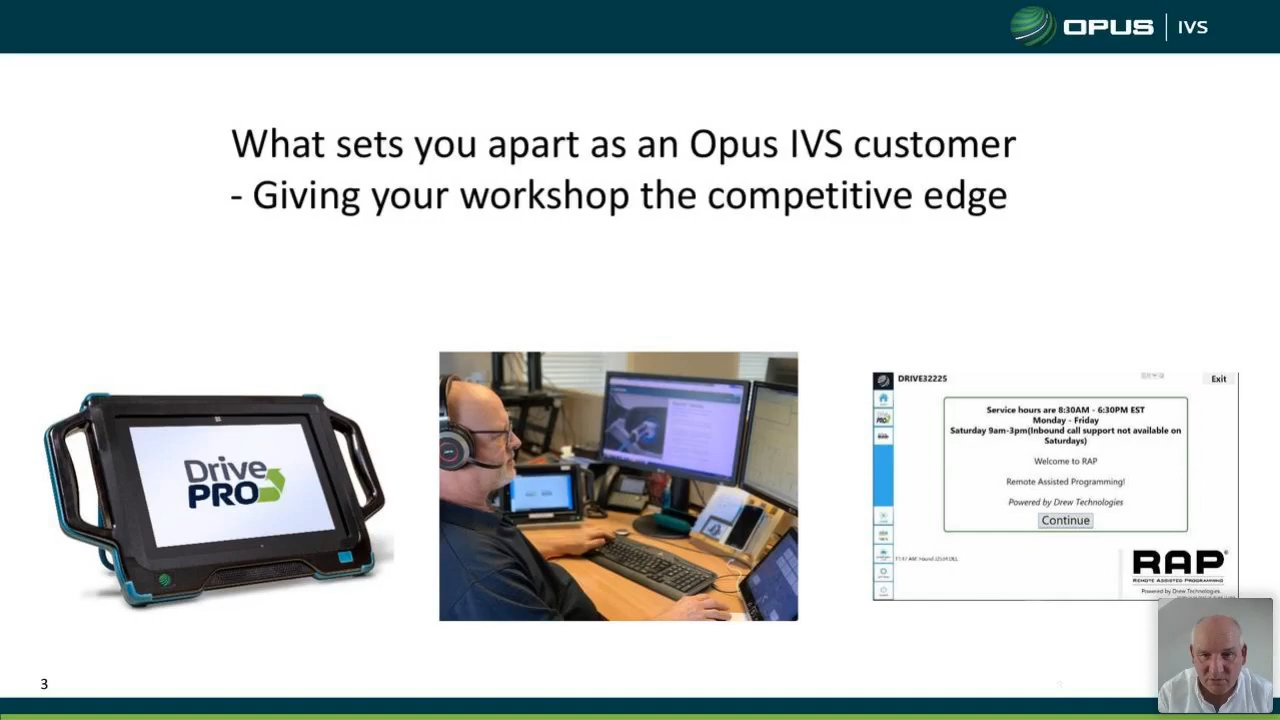 OPUS IVS
What sets you apart as an Opus IVS customer
- Giving your workshop the competitive edge
Drive
PRO
DRIVE32225
Exit
Service hours are 8:30AM - 6:30PM EST
Monday - Friday
Saturday 9am-3pm(Inbound call support not available on
Saturdays)
Welcome to RAP
Remote Assisted Programming!
Powered by Drew Technologies
Continue
RAP®
REMOTE ASSISTED PROGRAMMING
Powered by Drew Technologies
3